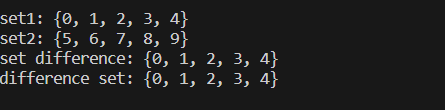 set1: {0, 1, 2, 3, 4}
set2: {5, 6, 7, 8, 9}
set difference: {0, 1, 2, 3, 4}
difference set: {0, 1, 2, 3, 4}